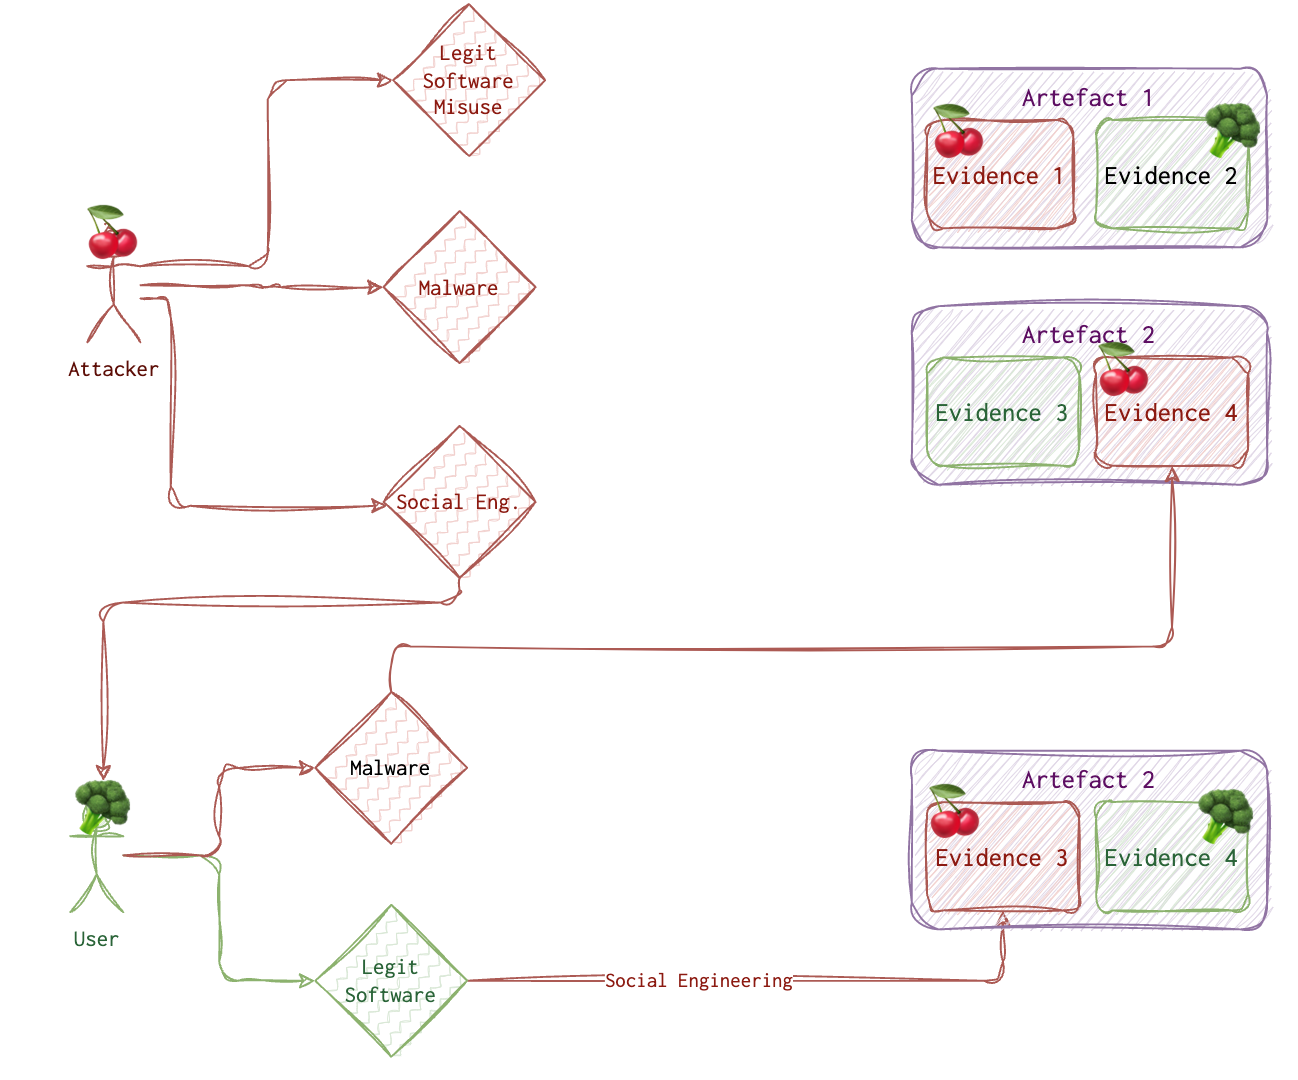 Legit
Software
Misuse
Artefact 1
Evidence 1
Evidence 2
Malware
Attacker
Artefact 2
Evidence 3
Evidence 4
Social Eng.
Malware
Artefact 2
Evidence 3
Evidence 4
User
Legit
Software
Social Engineering